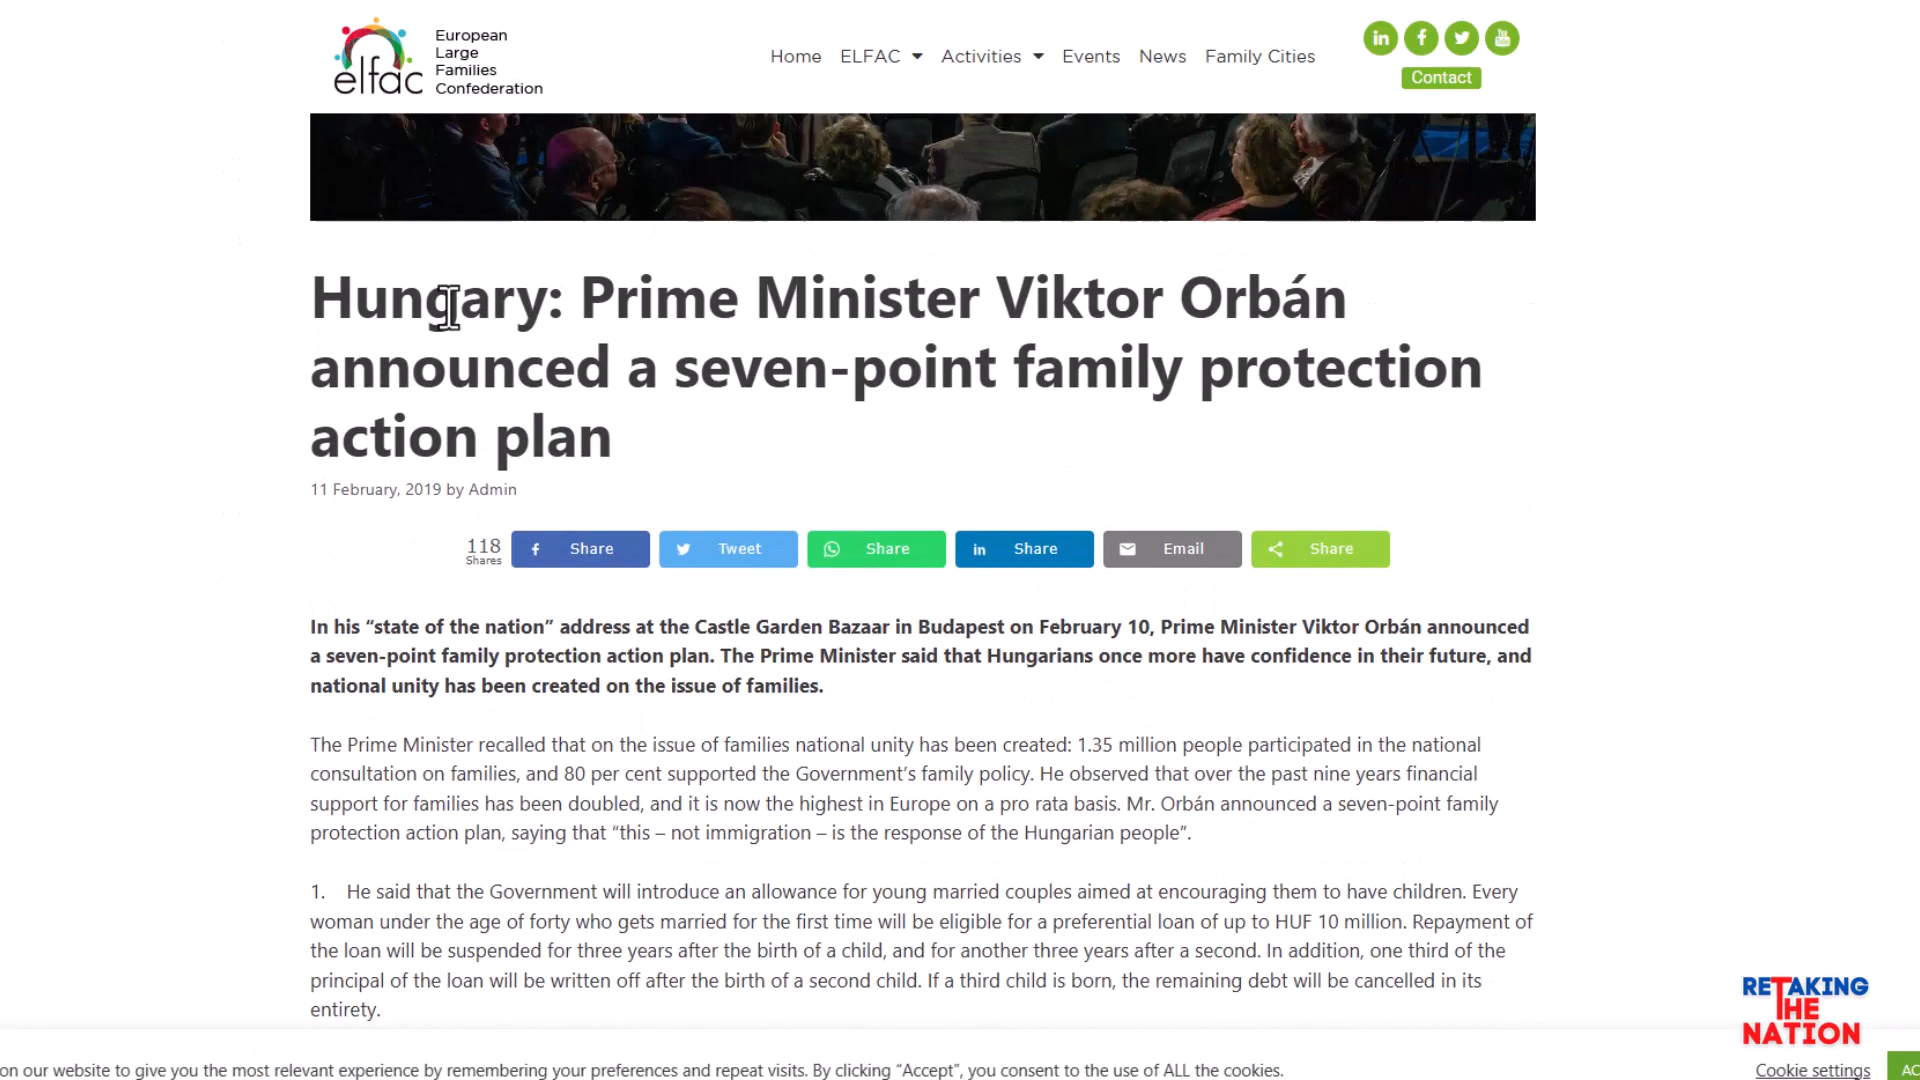 elfac
European
Large
Families
Confederation
Home ELFAC Activities Events News Family Cities
Contact
Hungary: Prime Minister Viktor Orbán
announced a seven-point family protection
action plan
11 February, 2019 by Admin
118
Shares
Share Tweet Share Share Email Share
In his “state of the nation” address at the Castle Garden Bazaar in Budapest on February 10, Prime Minister Viktor Orbán announced
a seven-point family protection action plan. The Prime Minister said that Hungarians once more have confidence in their future, and
national unity has been created on the issue of families.
The Prime Minister recalled that on the issue of families national unity has been created: 1.35 million people participated in the national
consultation on families, and 80 per cent supported the Government’s family policy. He observed that over the past nine years financial
support for families has been doubled, and it is now the highest in Europe on a pro rata basis. Mr. Orbán announced a seven-point family
protection action plan, saying that “this – not immigration – is the response of the Hungarian people”.
1. He said that the Government will introduce an allowance for young married couples aimed at encouraging them to have children. Every
woman under the age of forty who gets married for the first time will be eligible for a preferential loan of up to HUF 10 million. Repayment of
the loan will be suspended for three years after the birth of a child, and for another three years after a second. In addition, one third of the
principal of the loan will be written off after the birth of a second child. If a third child is born, the remaining debt will be cancelled in its
entirety.
RETAKING
THE
NATION
on our website to give you the most relevant experience by remembering your preferences and repeat visits. By clicking “Accept”, you consent to the use of ALL the cookies.
Cookie settings
AC